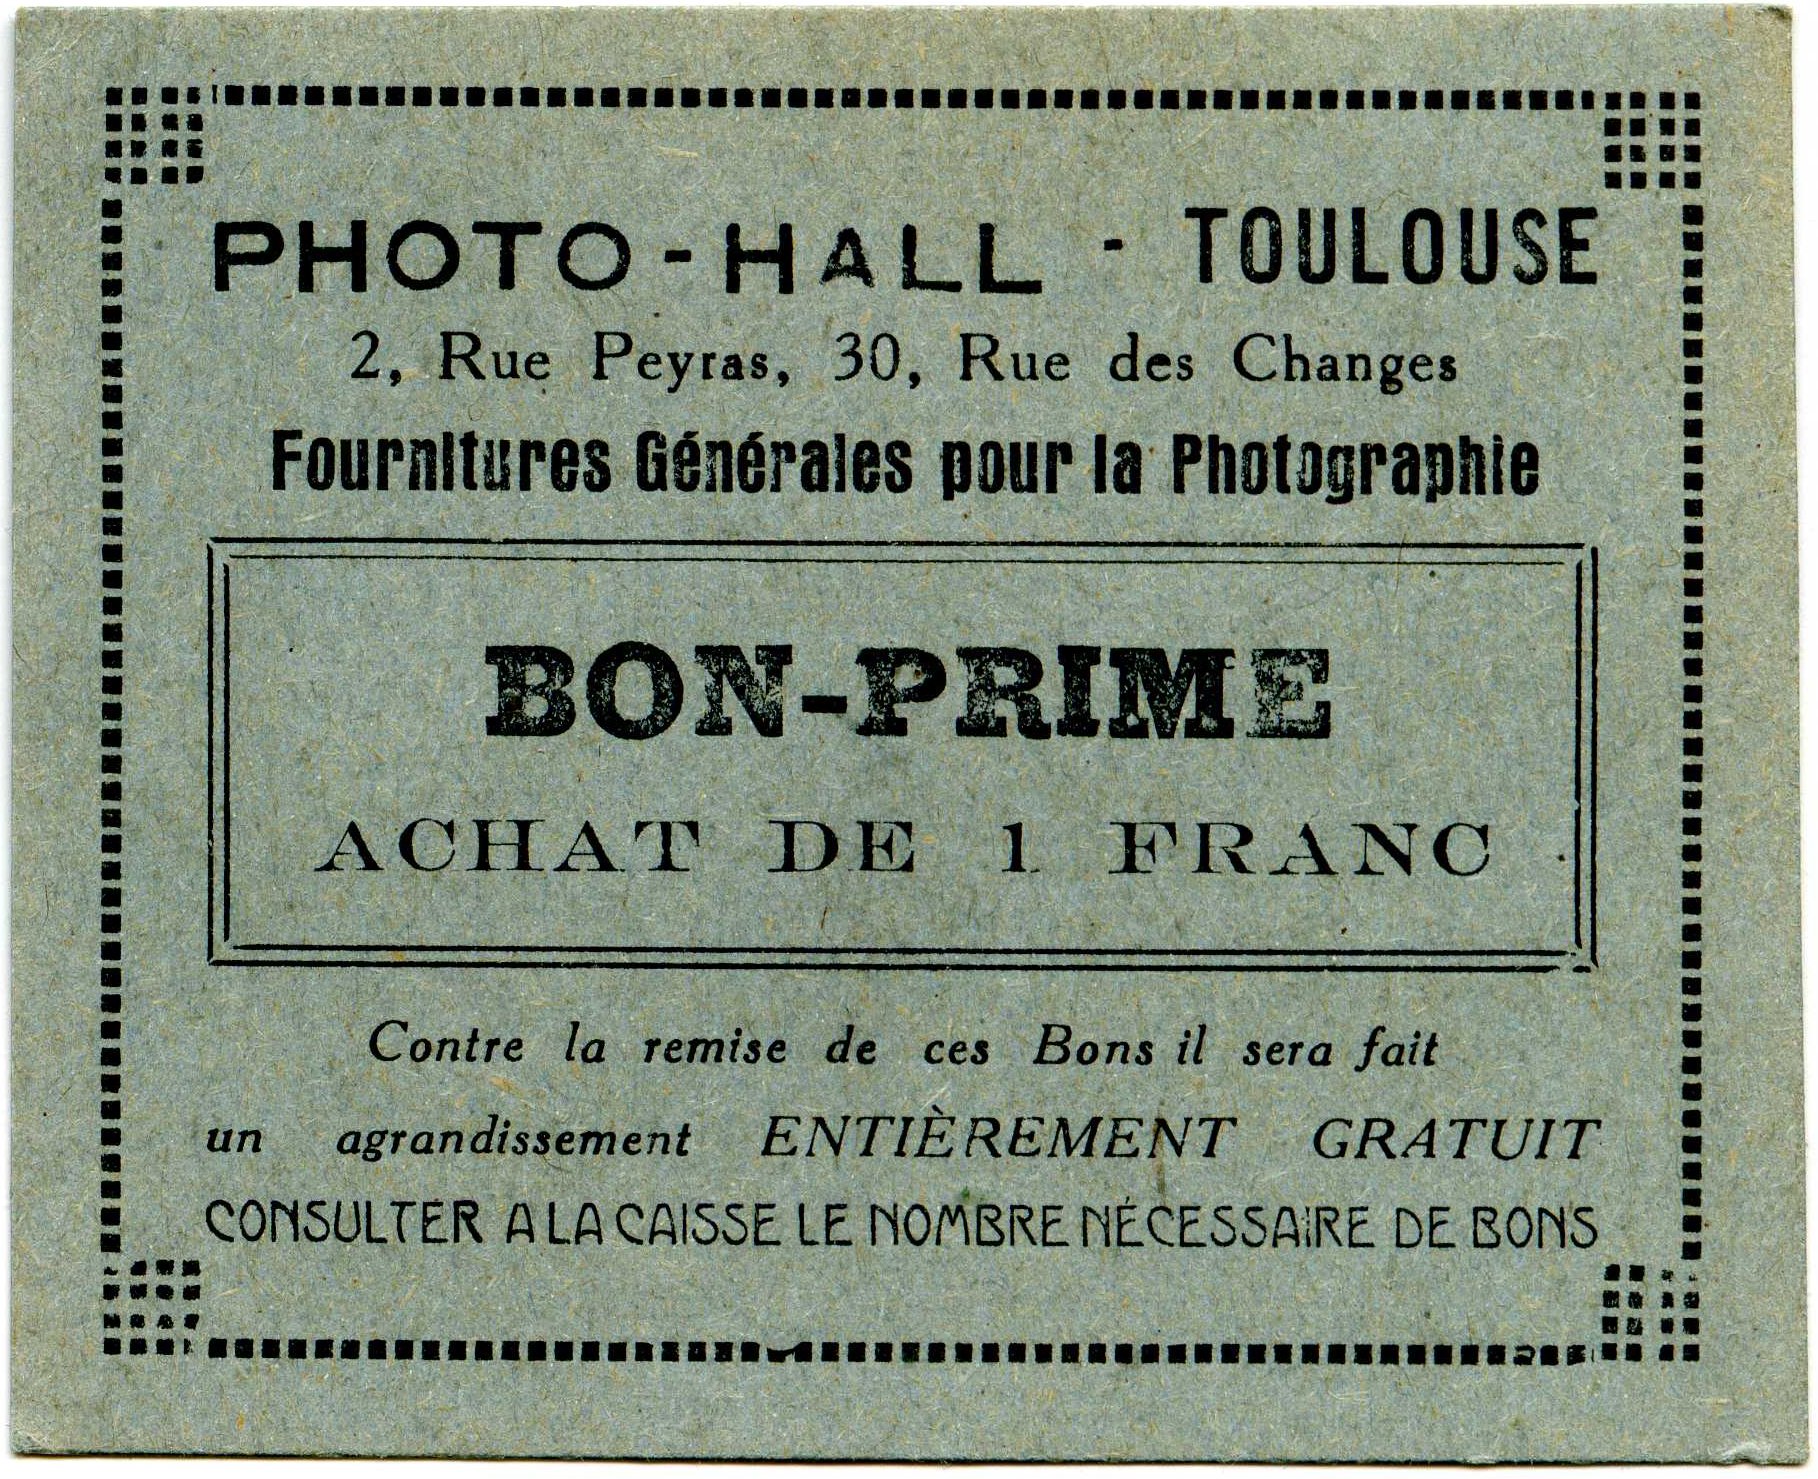 PHOTO-HALL - TOULOUSE
2, Rue Peyras, 30, Rue des Changes
Fournitures Générales pour la Photographie
BON-PRIME
ACHAT DE 1 FRANC
Contre la remise de ces Bons il sera fait
un agrandissement ENTIÈREMENT GRATUIT
CONSULTER A LA CAISSE LE NOMBRE NÉCESSAIRE DE BONS